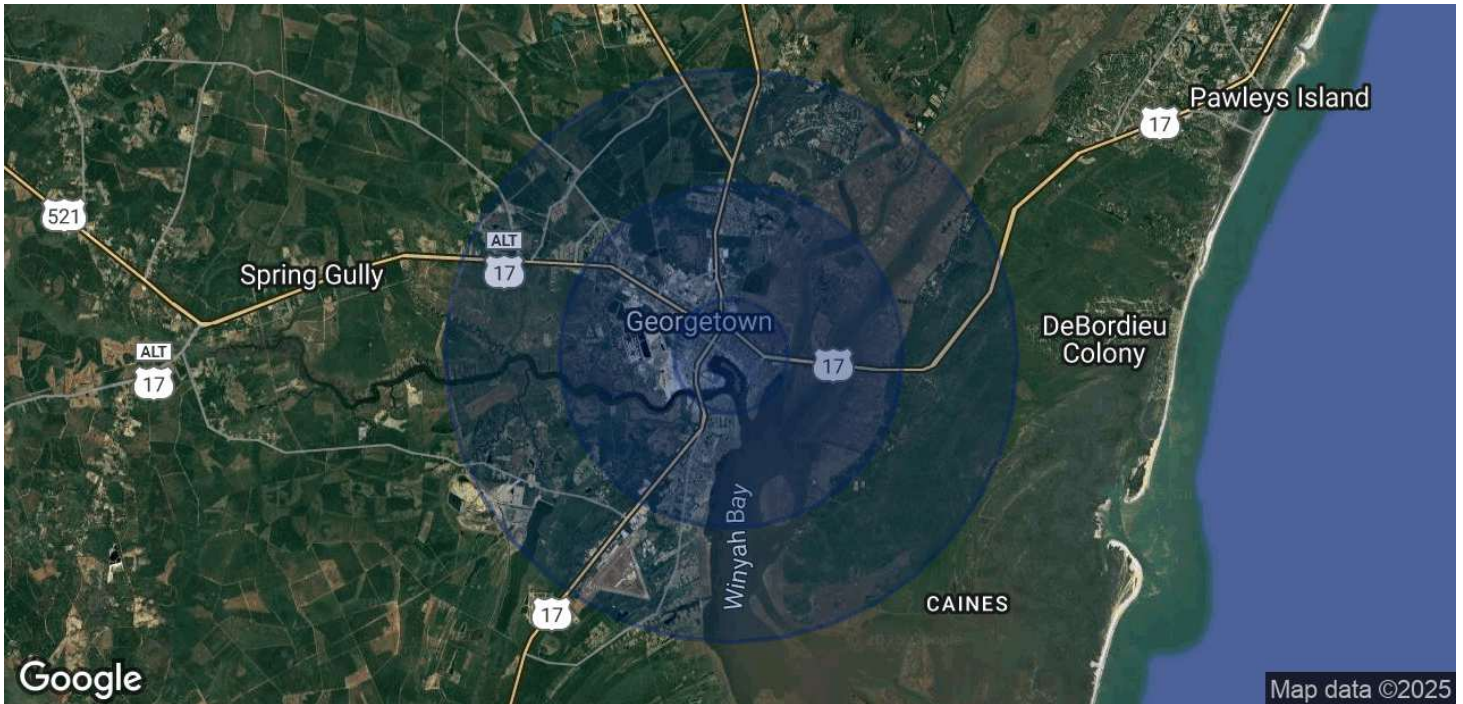 Pawleys Island
17
521
ALT
17
Spring Gully
Georgetown
DeBordieu
Colony
ALT
17
17
Winyah Bay
CAINES
17
Google
Map data ©2025